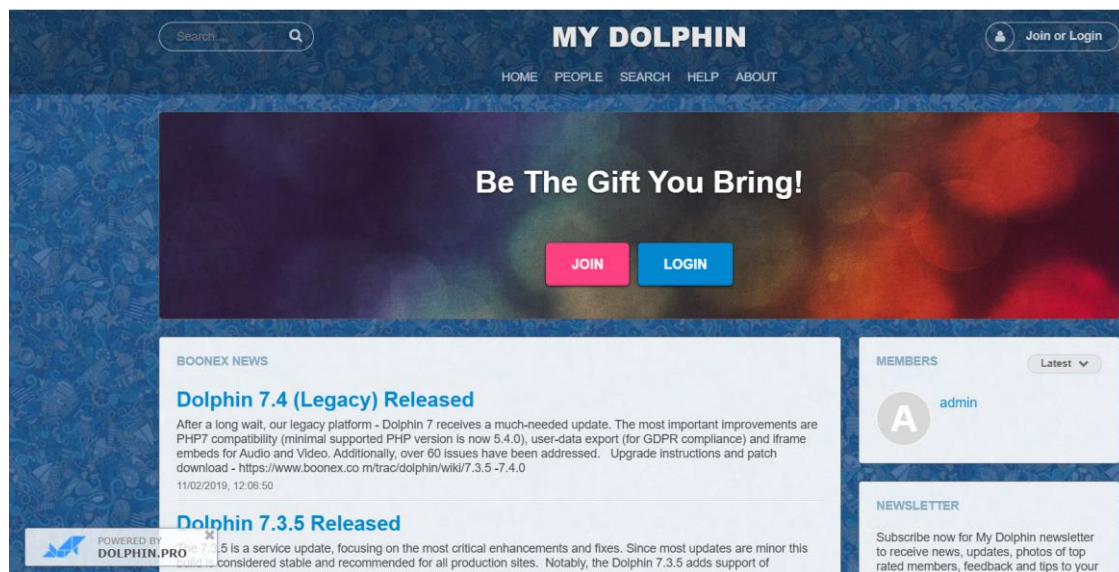 Search...
MY DOLPHIN
Join or Login
HOME PEOPLE SEARCH HELP ABOUT
Be The Gift You Bring!
JOIN LOGIN
BOONEX NEWS
Dolphin 7.4 (Legacy) Released
After a long wait, our legacy platform - Dolphin 7 receives a much-needed update. The most important improvements are
PHP7 compatibility (minimal supported PHP version is now 5.4.0), user-data export (for GDPR compliance) and iframe
embeds for Audio and Video. Additionally, over 60 issues have been addressed. Upgrade instructions and patch
download - https://www.boonex.co m/trac/dolphin/wiki/7.3.5 -7.4.0
11/02/2019, 12:06:50
Dolphin 7.3.5 Released
The 7.3.5 is a service update, focusing on the most critical enhancements and fixes. Since most updates are minor this
build is considered stable and recommended for all production sites. Notably, the Dolphin 7.3.5 adds support of
POWERED BY
DOLPHIN.PRO
MEMBERS
Latest
A
admin
NEWSLETTER
Subscribe now for My Dolphin newsletter
to receive news, updates, photos of top
rated members, feedback and tips to your